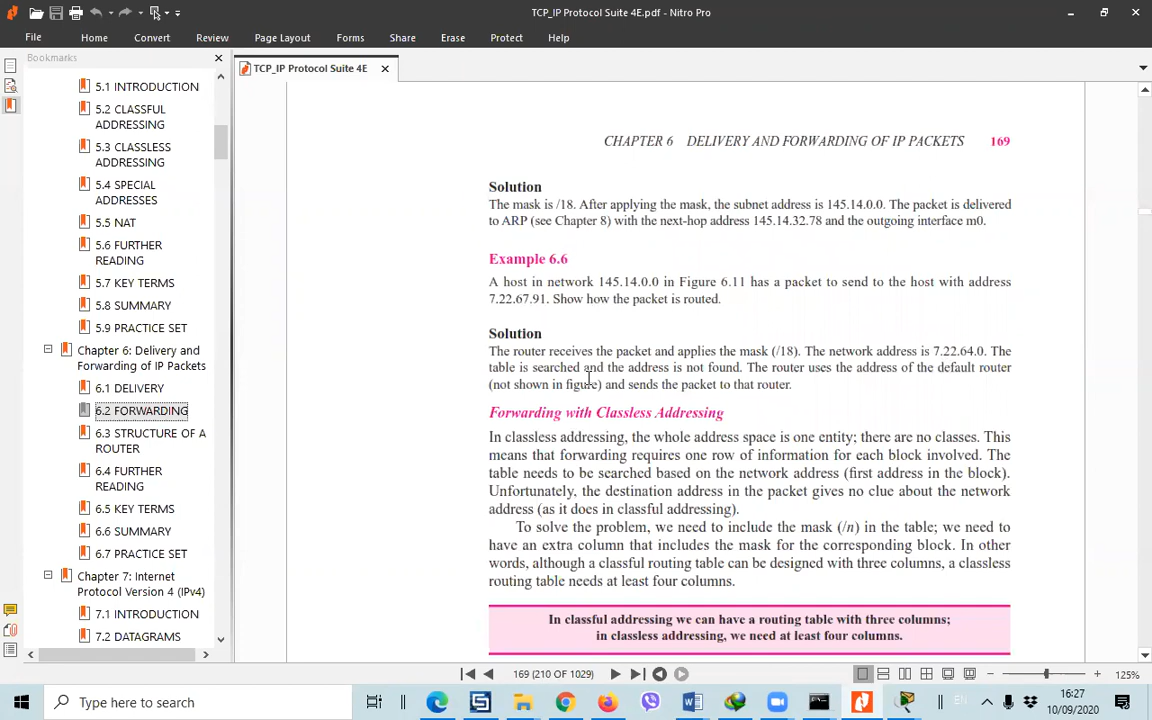 TCP_IP Protocol Suite 4E.pdf - Nitro Pro
File Home Convert Review Page Layout Forms Share Erase Protect Help
Bookmarks
TCP_IP Protocol Suite 4E
5.1 INTRODUCTION
5.2 CLASSFUL
ADDRESSING
5.3 CLASSLESS
ADDRESSING
5.4 SPECIAL
ADDRESSES
5.5 NAT
5.6 FURTHER
READING
5.7 KEY TERMS
5.8 SUMMARY
5.9 PRACTICE SET
Chapter 6: Delivery and
Forwarding of IP Packets
6.1 DELIVERY
6.2 FORWARDING
6.3 STRUCTURE OF A
ROUTER
6.4 FURTHER
READING
6.5 KEY TERMS
6.6 SUMMARY
6.7 PRACTICE SET
Chapter 7: Internet
Protocol Version 4 (IPv4)
7.1 INTRODUCTION
7.2 DATAGRAMS
CHAPTER 6 DELIVERY AND FORWARDING OF IP PACKETS 169
Solution
The mask is /18. After applying the mask, the subnet address is 145.14.0.0. The packet is delivered
to ARP (see Chapter 8) with the next-hop address 145.14.32.78 and the outgoing interface m0.
Example 6.6
A host in network 145.14.0.0 in Figure 6.11 has a packet to send to the host with address
7.22.67.91. Show how the packet is routed.
Solution
The router receives the packet and applies the mask (/18). The network address is 7.22.64.0. The
table is searched and the address is not found. The router uses the address of the default router
(not shown in figure) and sends the packet to that router.
Forwarding with Classless Addressing
In classless addressing, the whole address space is one entity; there are no classes. This
means that forwarding requires one row of information for each block involved. The
table needs to be searched based on the network address (first address in the block).
Unfortunately, the destination address in the packet gives no clue about the network
address (as it does in classful addressing).
To solve the problem, we need to include the mask (/n) in the table; we need to
have an extra column that includes the mask for the corresponding block. In other
words, although a classful routing table can be designed with three columns, a classless
routing table needs at least four columns.
In classful addressing we can have a routing table with three columns;
in classless addressing, we need at least four columns.
169 (210 OF 1029)
125%
Type here to search
EN
16:27
10/09/2020